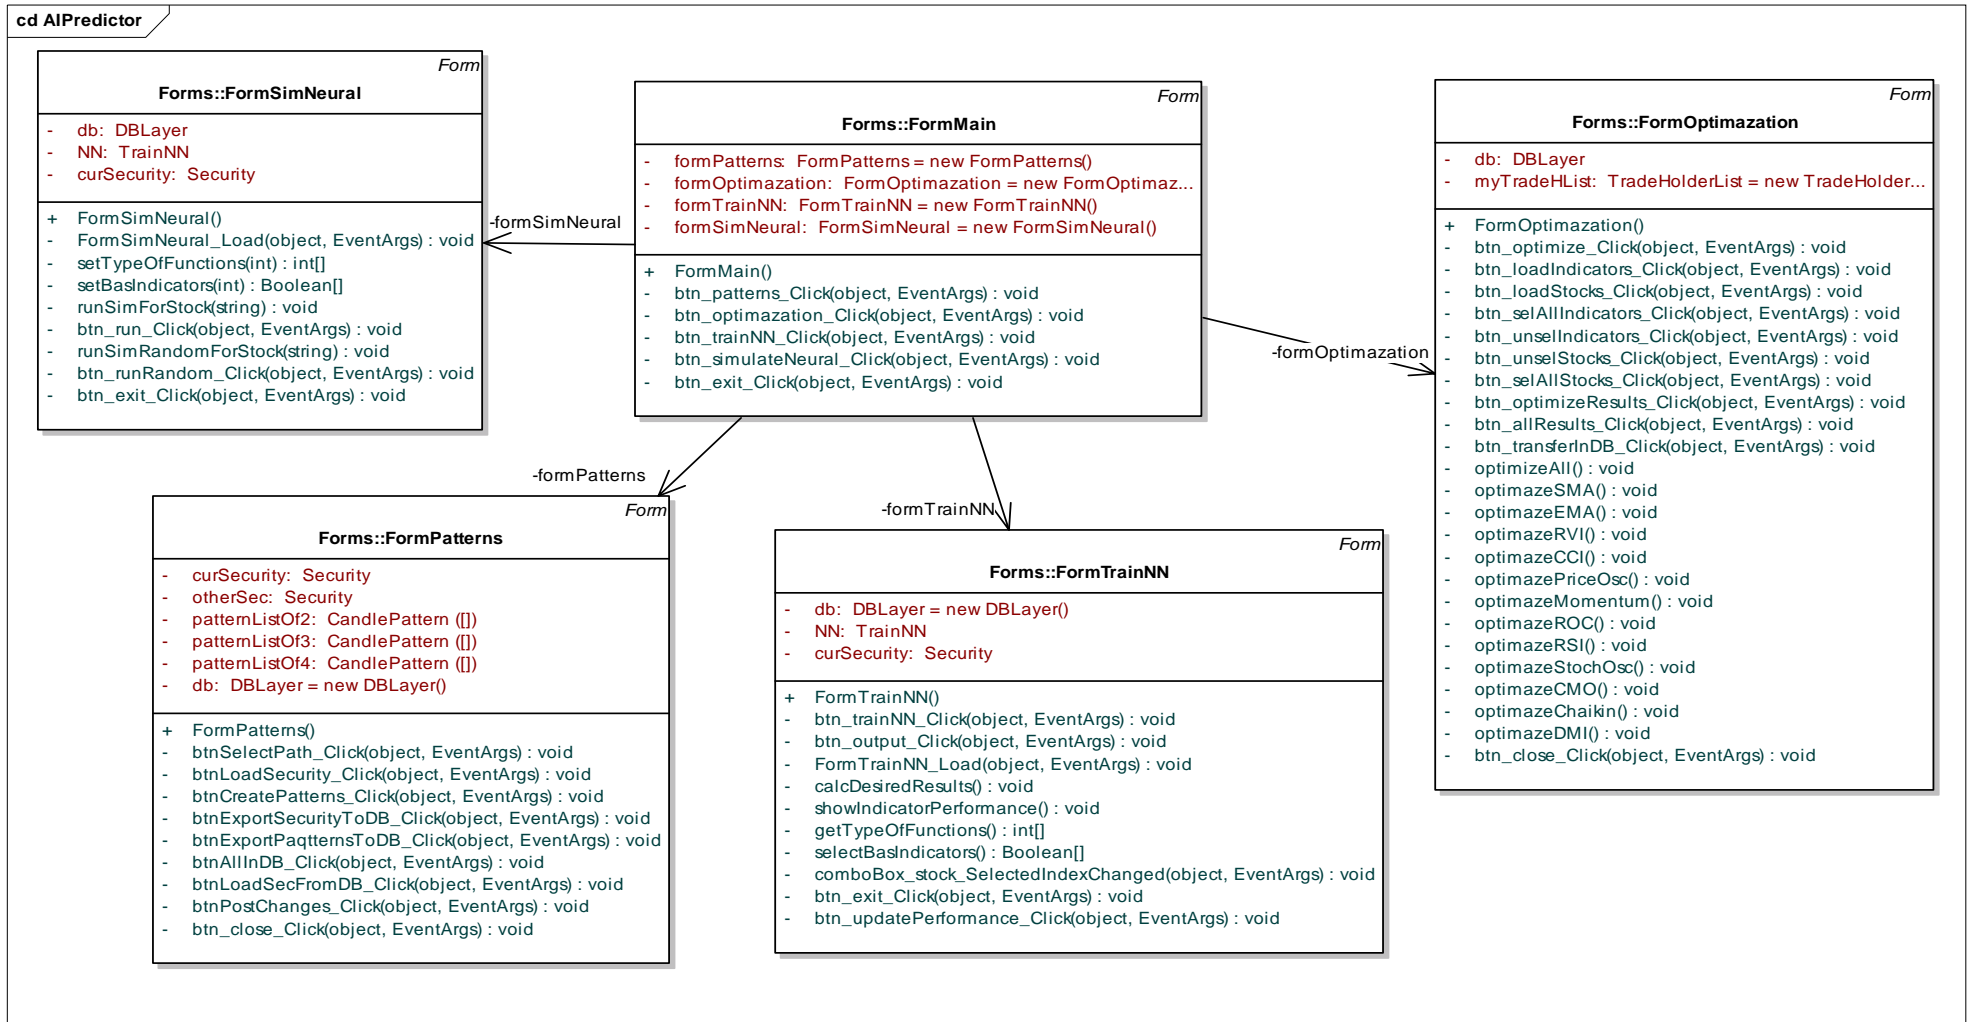 cd AIPredictor
Form
Forms::FormSimNeural
- db: DBLayer
- NN: TrainNN
- curSecurity: Security
+ FormSimNeural()
- FormSimNeural_Load(object, EventArgs) : void
- setTypeOfFunctions(int) : int[]
- setBasIndicators(int) : Boolean[]
- runSimForStock(string) : void
- btn_run_Click(object, EventArgs) : void
- runSimRandomForStock(string) : void
- btn_runRandom_Click(object, EventArgs) : void
- btn_exit_Click(object, EventArgs) : void
-formSimNeural
Form
Forms::FormMain
- formPatterns: FormPatterns = new FormPatterns()
- formOptimazation: FormOptimazation = new FormOptimaz...
- formTrainNN: FormTrainNN = new FormTrainNN()
- formSimNeural: FormSimNeural = new FormSimNeural()
+ FormMain()
- btn_patterns_Click(object, EventArgs) : void
- btn_optimazation_Click(object, EventArgs) : void
- btn_trainNN_Click(object, EventArgs) : void
- btn_simulateNeural_Click(object, EventArgs) : void
- btn_exit_Click(object, EventArgs) : void
-formOptimazation
Form
Forms::FormOptimazation
- db: DBLayer
- myTradeHList: TradeHolderList = new TradeHolder...
+ FormOptimazation()
- btn_optimize_Click(object, EventArgs) : void
- btn_loadIndicators_Click(object, EventArgs) : void
- btn_loadStocks_Click(object, EventArgs) : void
- btn_selAllIndicators_Click(object, EventArgs) : void
- btn_unselIndicators_Click(object, EventArgs) : void
- btn_unselStocks_Click(object, EventArgs) : void
- btn_selAllStocks_Click(object, EventArgs) : void
- btn_optimizeResults_Click(object, EventArgs) : void
- btn_allResults_Click(object, EventArgs) : void
- btn_transferInDB_Click(object, EventArgs) : void
- optimizeAll() : void
- optimazeSMA() : void
- optimazeEMA() : void
- optimazeRVI() : void
- optimazeCCI() : void
- optimazePriceOsc() : void
- optimazeMomentum() : void
- optimazeROC() : void
- optimazeRSI() : void
- optimazeStochOsc() : void
- optimazeCMO() : void
- optimazeChaikin() : void
- optimazeDMI() : void
- btn_close_Click(object, EventArgs) : void
-formPatterns
Form
Forms::FormPatterns
- curSecurity: Security
- otherSec: Security
- patternListOf2: CandlePattern ([])
- patternListOf3: CandlePattern ([])
- patternListOf4: CandlePattern ([])
- db: DBLayer = new DBLayer()
+ FormPatterns()
- btnSelectPath_Click(object, EventArgs) : void
- btnLoadSecurity_Click(object, EventArgs) : void
- btnCreatePatterns_Click(object, EventArgs) : void
- btnExportSecurityToDB_Click(object, EventArgs) : void
- btnExportPaqtternsToDB_Click(object, EventArgs) : void
- btnAllInDB_Click(object, EventArgs) : void
- btnLoadSecFromDB_Click(object, EventArgs) : void
- btnPostChanges_Click(object, EventArgs) : void
- btn_close_Click(object, EventArgs) : void
-formTrainNN
Form
Forms::FormTrainNN
- db: DBLayer = new DBLayer()
- NN: TrainNN
- curSecurity: Security
+ FormTrainNN()
- btn_trainNN_Click(object, EventArgs) : void
- btn_output_Click(object, EventArgs) : void
- FormTrainNN_Load(object, EventArgs) : void
- calcDesiredResults() : void
- showIndicatorPerformance() : void
- getTypeOfFunctions() : int[]
- selectBasIndicators() : Boolean[]
- comboBox_stock_SelectedIndexChanged(object, EventArgs) : void
- btn_exit_Click(object, EventArgs) : void
- btn_updatePerformance_Click(object, EventArgs) : void